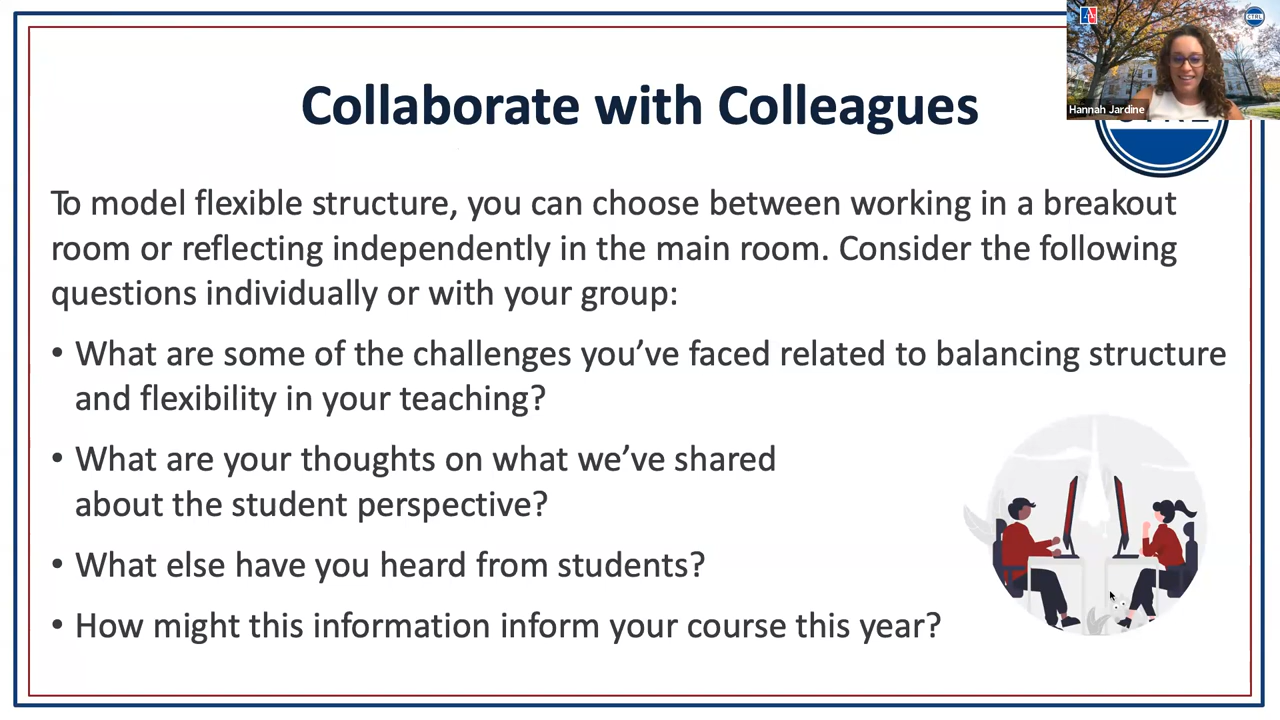 Collaborate with Colleagues
CTRL
Hannah Jardine
To model flexible structure, you can choose between working in a breakout
room or reflecting independently in the main room. Consider the following
questions individually or with your group:
• What are some of the challenges you’ve faced related to balancing structure
and flexibility in your teaching?
• What are your thoughts on what we’ve shared
about the student perspective?
• What else have you heard from students?
• How might this information inform your course this year?